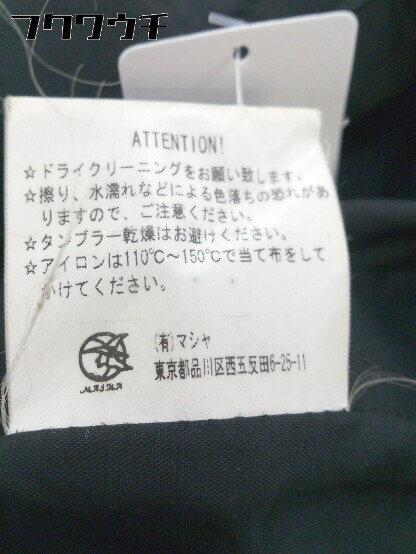 フクワウチ
ATTENTION!
☆ドライクリーニングをお願い致します。
☆擦り、水濡れなどによる色落ちの恐れがあ
りますので、ご注意ください。
☆タンブラー乾燥はお避けください。
☆アイロンは110℃～150℃で当て布をして
かけてください。
(有)マシャ
東京都品川区西五反田6-25-11
MASHA